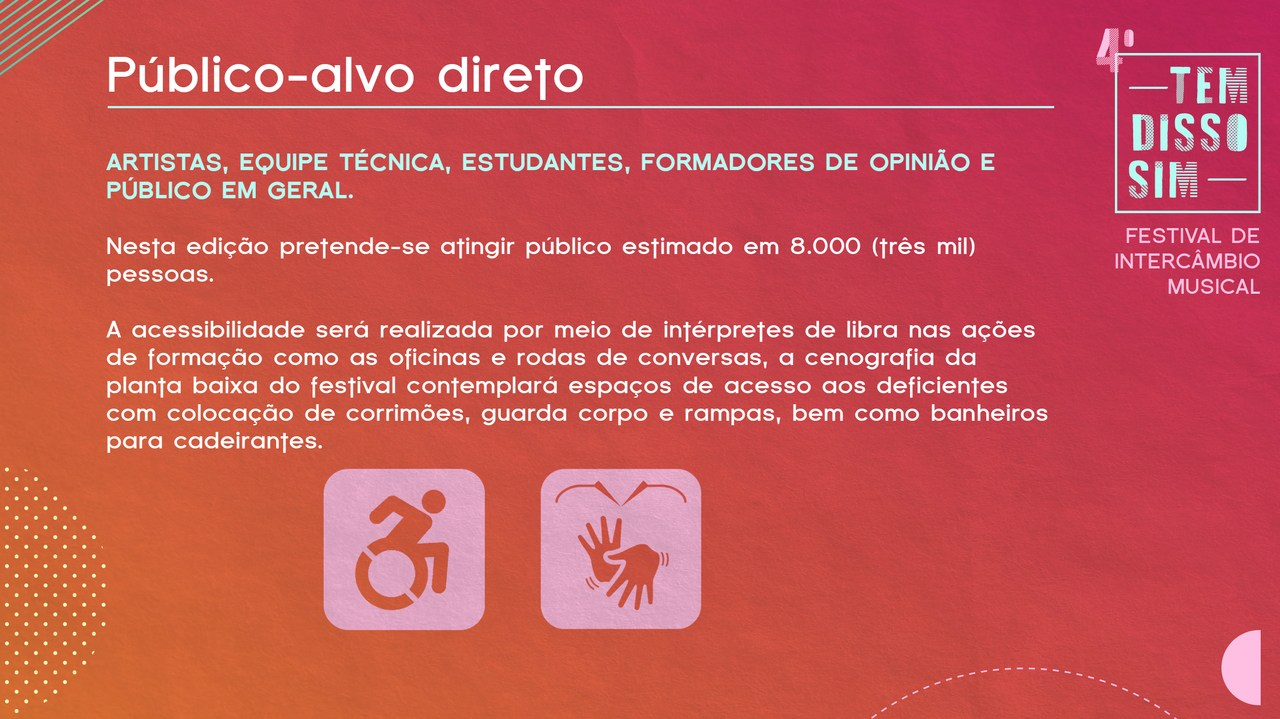 Público-alvo direto
ARTISTAS, EQUIPE TÉCNICA, ESTUDANTES, FORMADORES DE OPINIÃO E
PÚBLICO EM GERAL.
Nesta edição pretende-se atingir público estimado em 8.000 (três mil)
pessoas.
A acessibilidade será realizada por meio de intérpretes de libra nas ações
de formação como as oficinas e rodas de conversas, a cenografia da
planta baixa do festival contemplará espaços de acesso aos deficientes
com colocação de corrimões, guarda corpo e rampas, bem como banheiros
para cadeirantes.
4º
TEM
DISSO
SIM
FESTIVAL DE
INTERCÂMBIO
MUSICAL